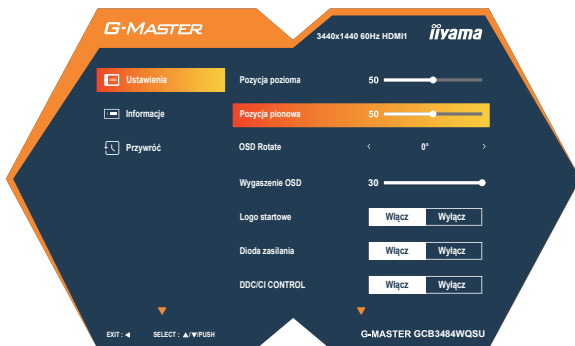 G-MASTER
3440x1440 60Hz HDMI1 iiyama
Ustawienia
Informacje
Przywróć
Pozycja pozioma 50
Pozycja pionowa 50
OSD Rotate < 0° >
Wygaszenie OSD 30
Logo startowe Włącz Wyłącz
Dioda zasilania Włącz Wyłącz
DDC/CI CONTROL Włącz Wyłącz
EXIT : ◀ SELECT : ▲/▼/PUSH G-MASTER GCB3484WQSU